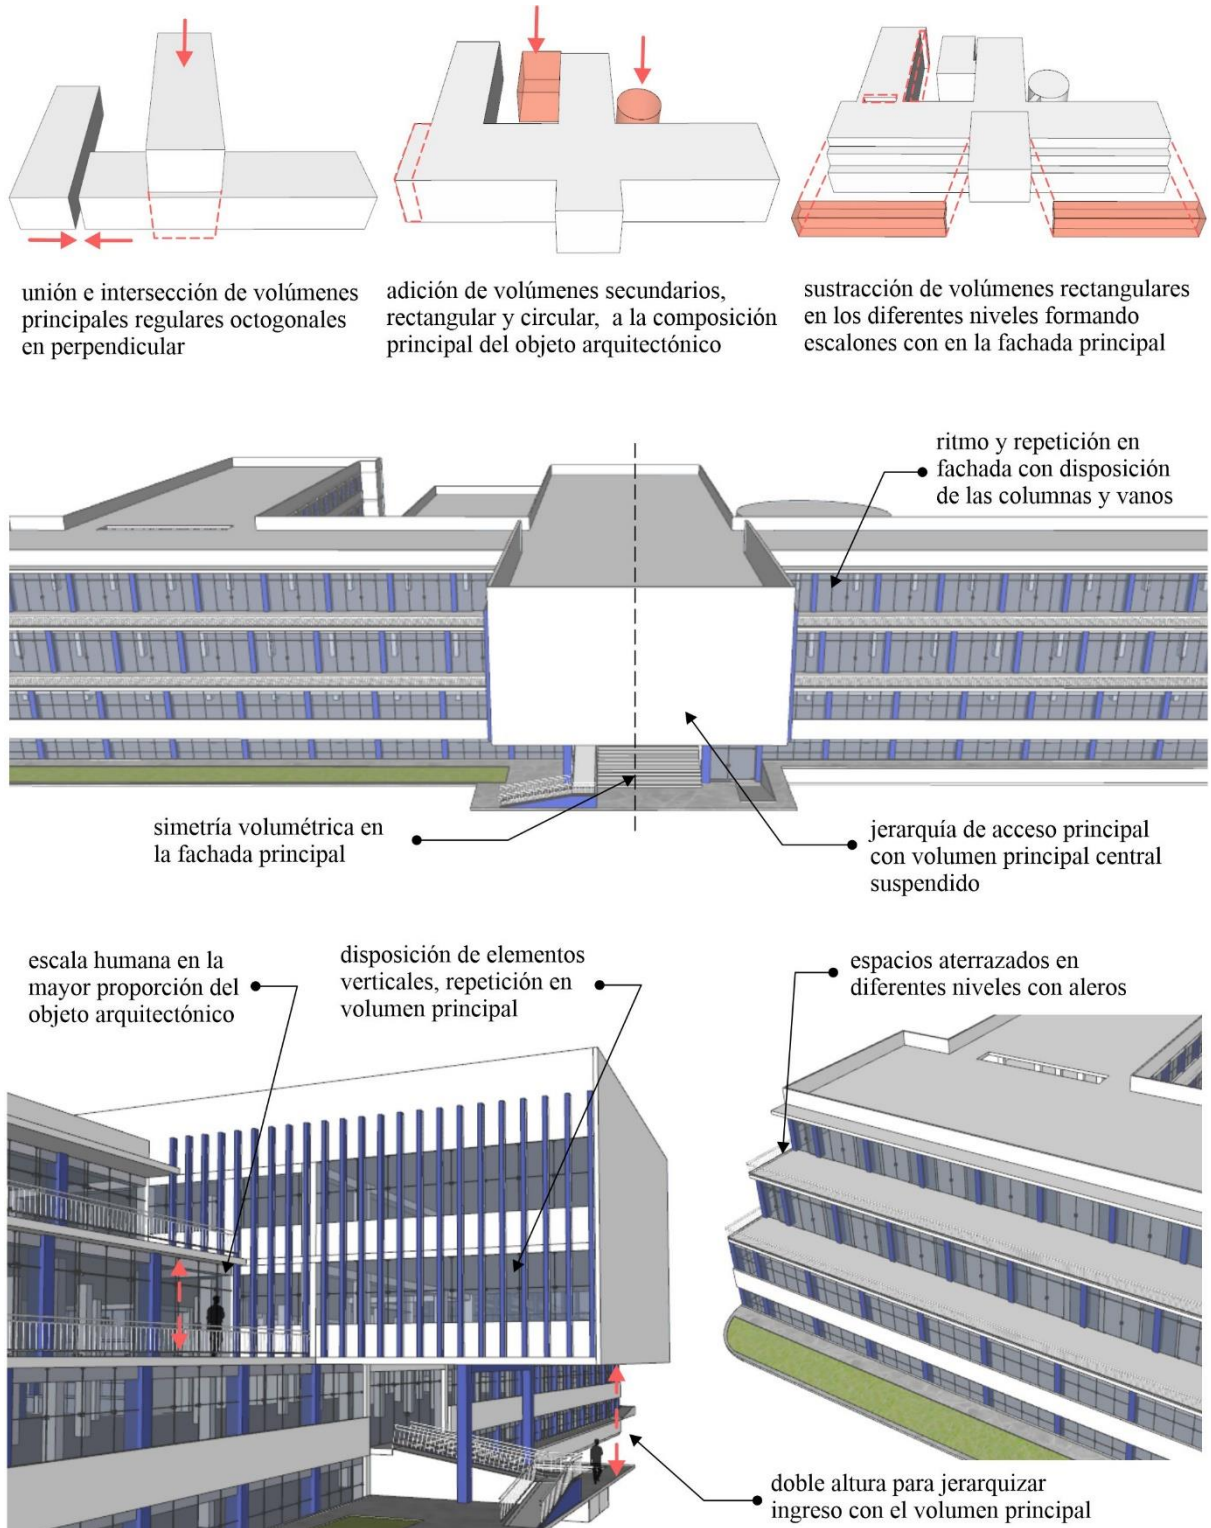 unión e intersección de volúmenes
principales regulares octogonales
en perpendicular
adición de volúmenes secundarios,
rectangular y circular, a la composición
principal del objeto arquitectónico
sustracción de volúmenes rectangulares
en los diferentes niveles formando
escalones con en la fachada principal
ritmo y repetición en
fachada con disposición
de las columnas y vanos
simetría volumétrica en
la fachada principal
jerarquía de acceso principal
con volumen principal central
suspendido
escala humana en la
mayor proporción del
objeto arquitectónico
disposición de elementos
verticales, repetición en
volumen principal
espacios aterrazados en
diferentes niveles con aleros
doble altura para jerarquizar
ingreso con el volumen principal